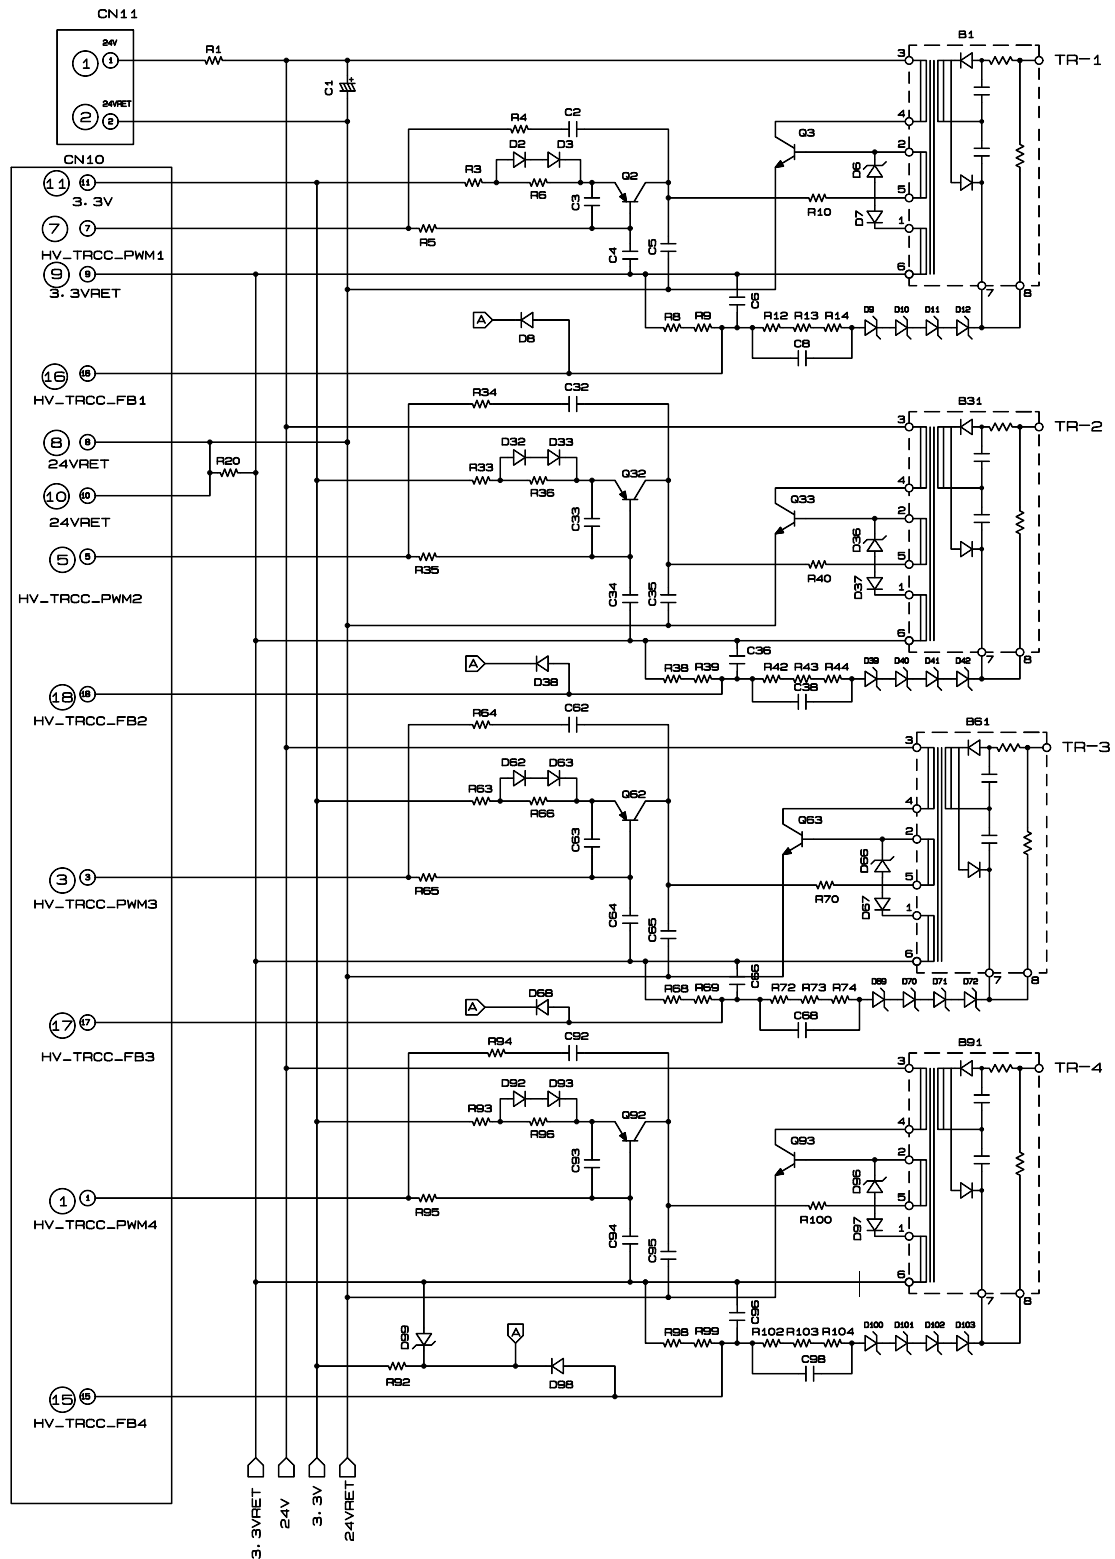 CN11
24V
1 1
24VRET
2 2
R1
C1
+
B1
TR-1
3
4
2
5
1
6
7
8
CN10
11 11
3.3V
7 7
HV_TRCC_PWM1
9 9
3.3VRET
R4 C2
D2 D3
R3
R6
C3
Q2
R5
C4
C5
Q3
D6
D7
R10
C6
A
D8
R8 R9
R12 R13 R14
C8
D9 D10 D11 D12
16 16
HV_TRCC_FB1
8 8
24VRET
R20
10 10
24VRET
5 5
HV_TRCC_PWM2
R34 C32
D32 D33
R33
R36
C33
Q32
R35
C34
C35
Q33
D36
D37
R40
B31
TR-2
3
4
2
5
1
6
7
8
C36
A
D38
R38 R39
R42 R43 R44
C38
D39 D40 D41 D42
18 18
HV_TRCC_FB2
R64 C62
D62 D63
R63
R66
C63
Q62
3 3
HV_TRCC_PWM3
R65
C64
C65
Q63
D66
D67
R70
B61
TR-3
3
4
2
5
1
6
7
8
C66
A
D68
R68 R69
R72 R73 R74
C68
D69 D70 D71 D72
17 17
HV_TRCC_FB3
R94 C92
D92 D93
R93
R96
C93
Q92
1 1
HV_TRCC_PWM4
R95
C94
C95
Q93
D96
D97
R100
B91
TR-4
3
4
2
5
1
6
7
8
C96
D99
A
R92
D98
R98 R99
R102 R103 R104
C98
D100 D101 D102 D103
15 15
HV_TRCC_FB4
3.3VRET
24V
3.3V
24VRET